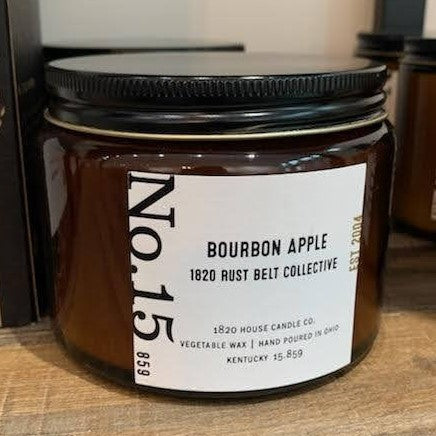 No.15
859
BOURBON APPLE
1820 RUST BELT COLLECTIVE
EST 2004
1820 HOUSE CANDLE CO.
VEGETABLE WAX | HAND POURED IN OHIO
KENTUCKY 15.859